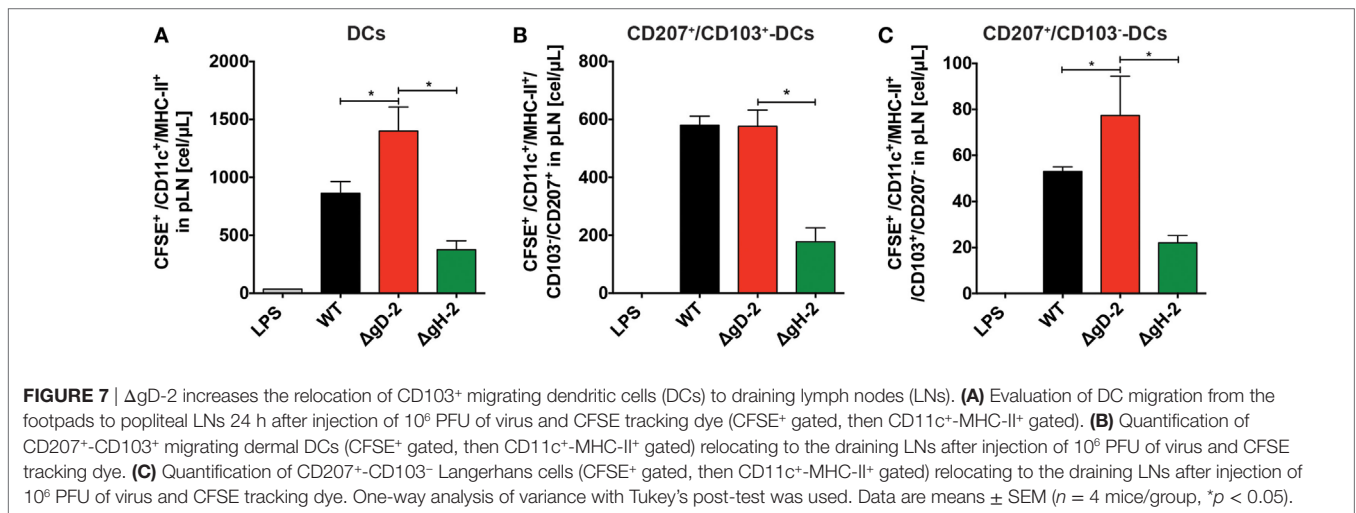 A
DCs
CFSE⁺ /CD11c⁺/MHC-II⁺
in pLN [cel/µL]
2000
1500
1000
500
0
*
*
LPS
WT
ΔgD-2
ΔgH-2
B
CD207⁺/CD103⁺-DCs
CFSE⁺ /CD11c⁺/MHC-II⁺/
CD103⁻/CD207⁺ in pLN [cel/µL]
800
600
400
200
0
*
LPS
WT
ΔgD-2
ΔgH-2
C
CD207⁺/CD103⁻-DCs
CFSE⁺ /CD11c⁺/MHC-II⁺
/CD103⁺/CD207⁻ in pLN [cel/µL]
100
80
60
40
20
0
*
*
LPS
WT
ΔgD-2
ΔgH-2
FIGURE 7 | ΔgD-2 increases the relocation of CD103⁺ migrating dendritic cells (DCs) to draining lymph nodes (LNs). (A) Evaluation of DC migration from the
footpads to popliteal LNs 24 h after injection of 10⁶ PFU of virus and CFSE tracking dye (CFSE⁺ gated, then CD11c⁺-MHC-II⁺ gated). (B) Quantification of
CD207⁺-CD103⁺ migrating dermal DCs (CFSE⁺ gated, then CD11c⁺-MHC-II⁺ gated) relocating to the draining LNs after injection of 10⁶ PFU of virus and CFSE
tracking dye. (C) Quantification of CD207⁺-CD103⁻ Langerhans cells (CFSE⁺ gated, then CD11c⁺-MHC-II⁺ gated) relocating to the draining LNs after injection of
10⁶ PFU of virus and CFSE tracking dye. One-way analysis of variance with Tukey’s post-test was used. Data are means ± SEM (n = 4 mice/group, *p < 0.05).